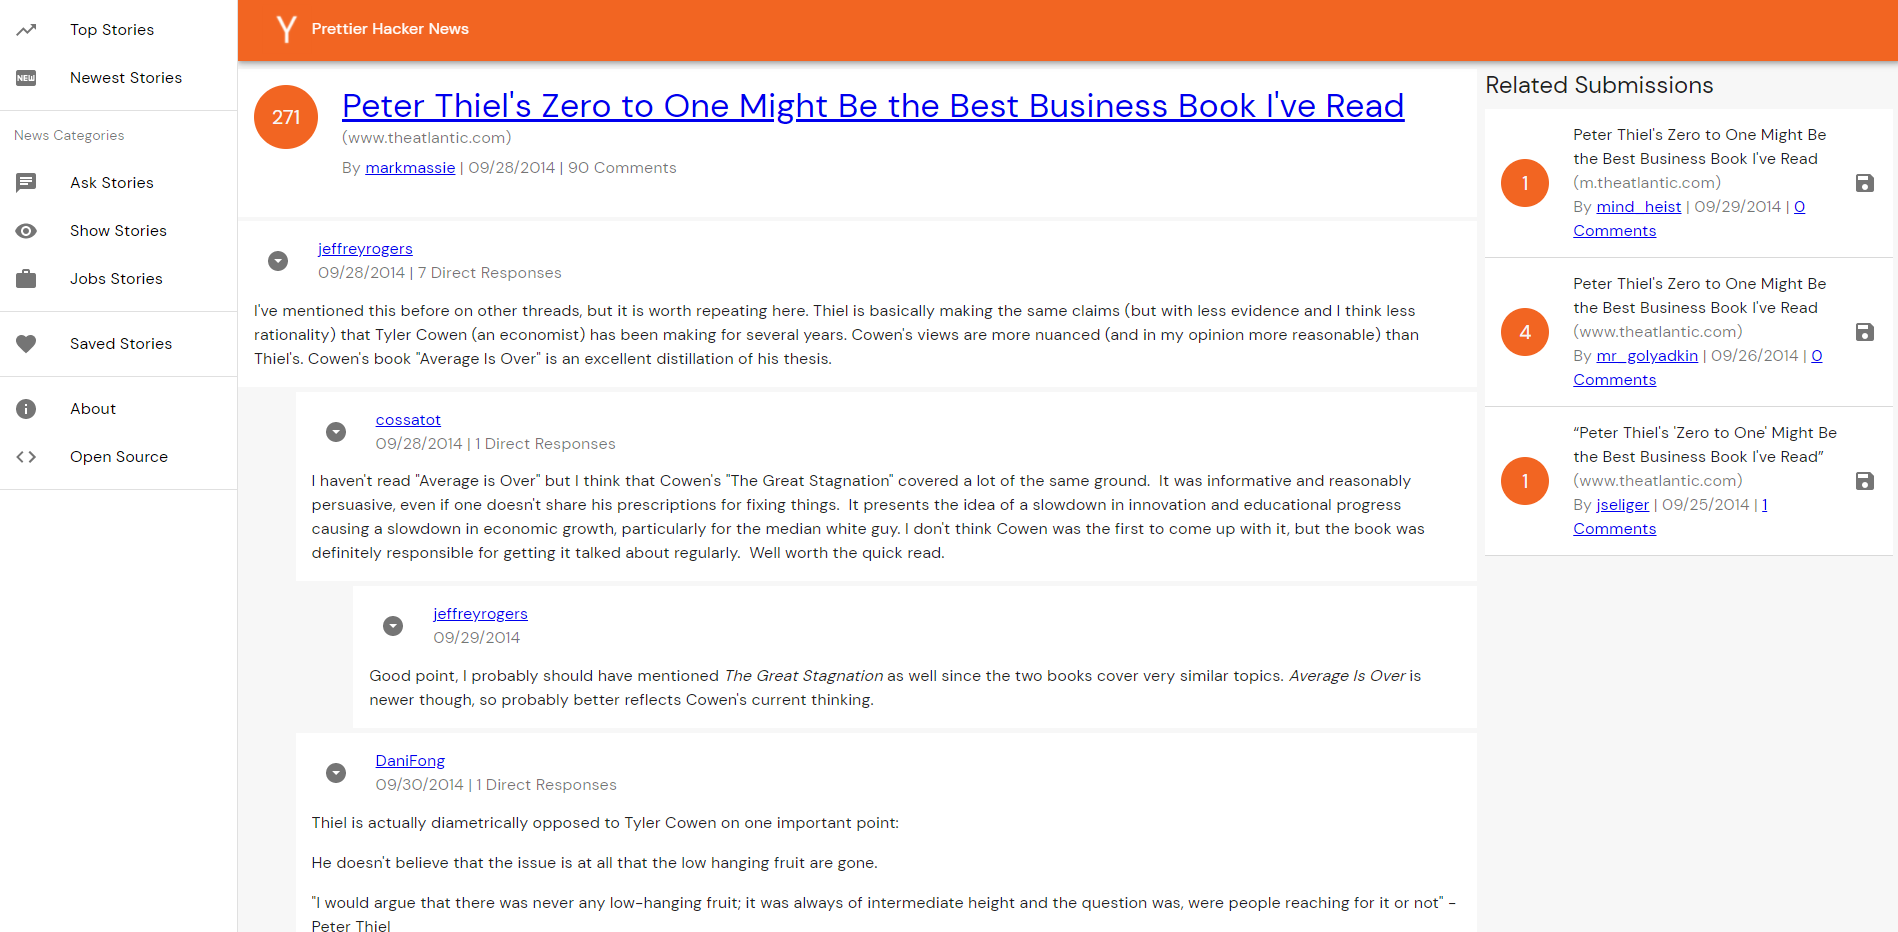 Top Stories
Newest Stories
News Categories
Ask Stories
Show Stories
Jobs Stories
Saved Stories
About
Open Source
Y Prettier Hacker News
271
Peter Thiel's Zero to One Might Be the Best Business Book I've Read
(www.theatlantic.com)
By markmassie | 09/28/2014 | 90 Comments
jeffreyrogers
09/28/2014 | 7 Direct Responses
I've mentioned this before on other threads, but it is worth repeating here. Thiel is basically making the same claims (but with less evidence and I think less
rationality) that Tyler Cowen (an economist) has been making for several years. Cowen's views are more nuanced (and in my opinion more reasonable) than
Thiel's. Cowen's book "Average Is Over" is an excellent distillation of his thesis.
cossatot
09/28/2014 | 1 Direct Responses
I haven't read "Average is Over" but I think that Cowen's "The Great Stagnation" covered a lot of the same ground. It was informative and reasonably
persuasive, even if one doesn't share his prescriptions for fixing things. It presents the idea of a slowdown in innovation and educational progress
causing a slowdown in economic growth, particularly for the median white guy. I don't think Cowen was the first to come up with it, but the book was
definitely responsible for getting it talked about regularly. Well worth the quick read.
jeffreyrogers
09/29/2014
Good point, I probably should have mentioned The Great Stagnation as well since the two books cover very similar topics. Average Is Over is
newer though, so probably better reflects Cowen's current thinking.
DaniFong
09/30/2014 | 1 Direct Responses
Thiel is actually diametrically opposed to Tyler Cowen on one important point:
He doesn't believe that the issue is at all that the low hanging fruit are gone.
"I would argue that there was never any low-hanging fruit; it was always of intermediate height and the question was, were people reaching for it or not" -
Peter Thiel
Related Submissions
1
Peter Thiel's Zero to One Might Be
the Best Business Book I've Read
(m.theatlantic.com)
By mind_heist | 09/29/2014 | 0
Comments
4
Peter Thiel's Zero to One Might Be
the Best Business Book I've Read
(www.theatlantic.com)
By mr_golyadkin | 09/26/2014 | 0
Comments
1
“Peter Thiel's 'Zero to One' Might Be
the Best Business Book I've Read”
(www.theatlantic.com)
By jseliger | 09/25/2014 | 1
Comments